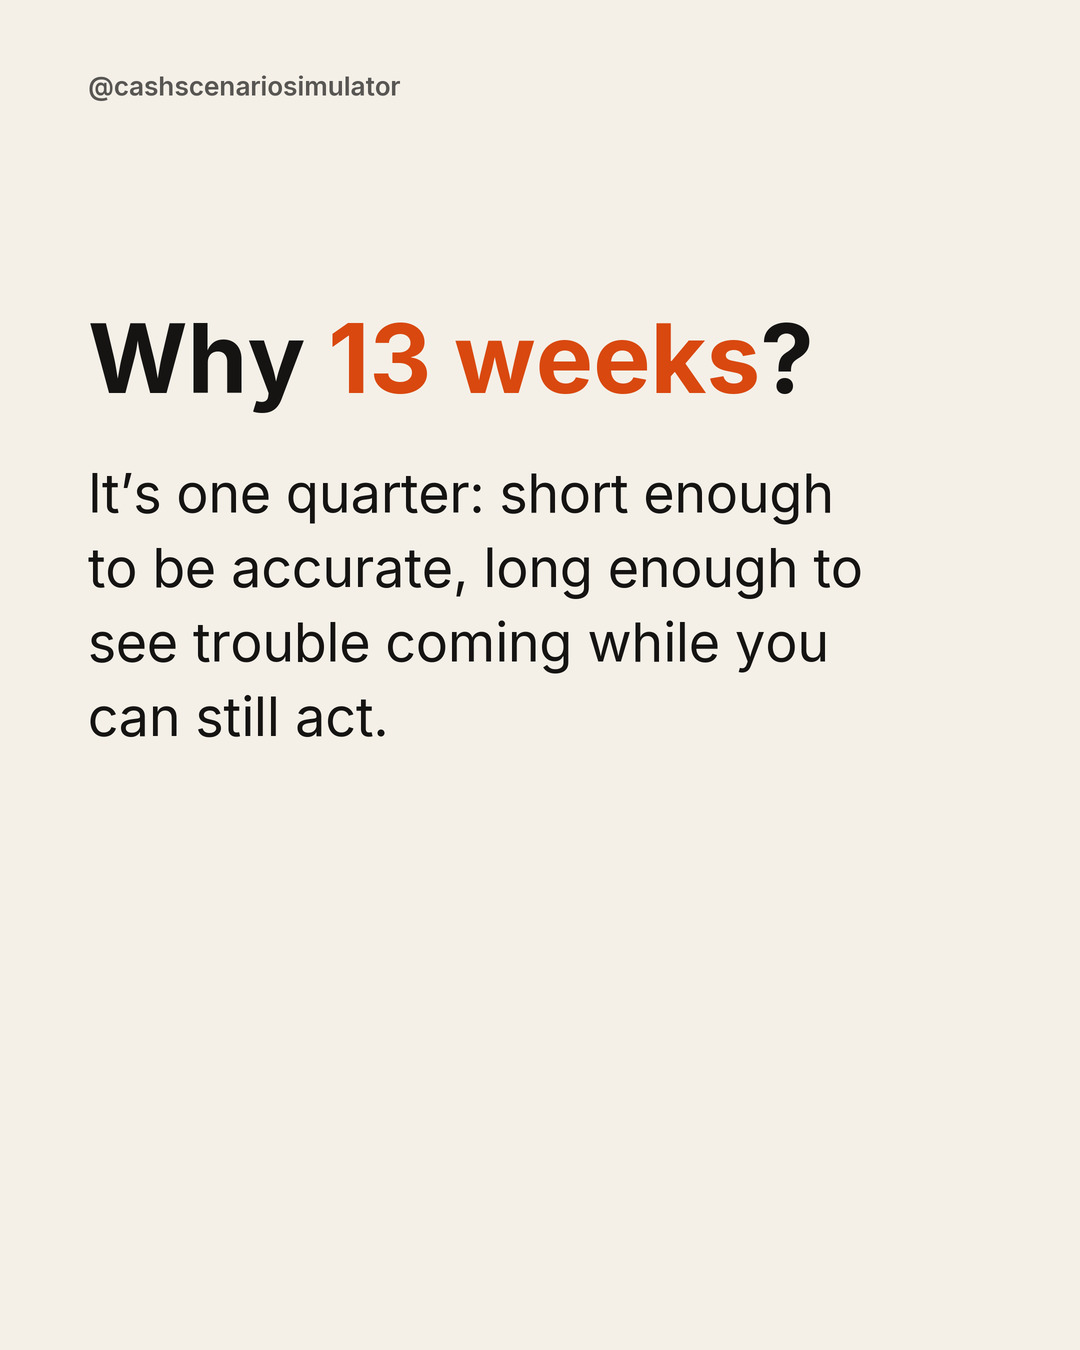 @cashscenariosimulator
Why 13 weeks?
It’s one quarter: short enough
to be accurate, long enough to
see trouble coming while you
can still act.